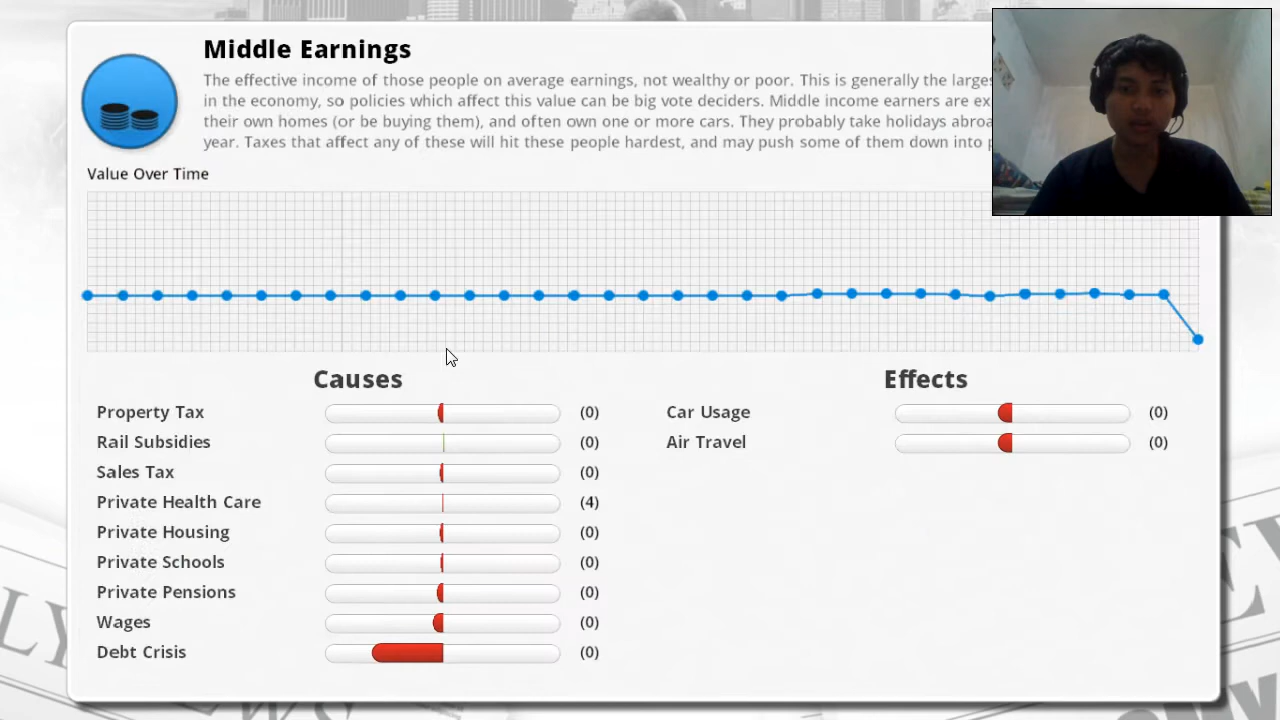 Middle Earnings
The effective income of those people on average earnings, not wealthy or poor. This is generally the larges
in the economy, so policies which affect this value can be big vote deciders. Middle income earners are ex
their own homes (or be buying them), and often own one or more cars. They probably take holidays abroa
year. Taxes that affect any of these will hit these people hardest, and may push some of them down into p
Value Over Time
Causes
Effects
Property Tax (0)
Car Usage (0)
Rail Subsidies (0)
Air Travel (0)
Sales Tax (0)
Private Health Care (4)
Private Housing (0)
Private Schools (0)
Private Pensions (0)
Wages (0)
Debt Crisis (0)